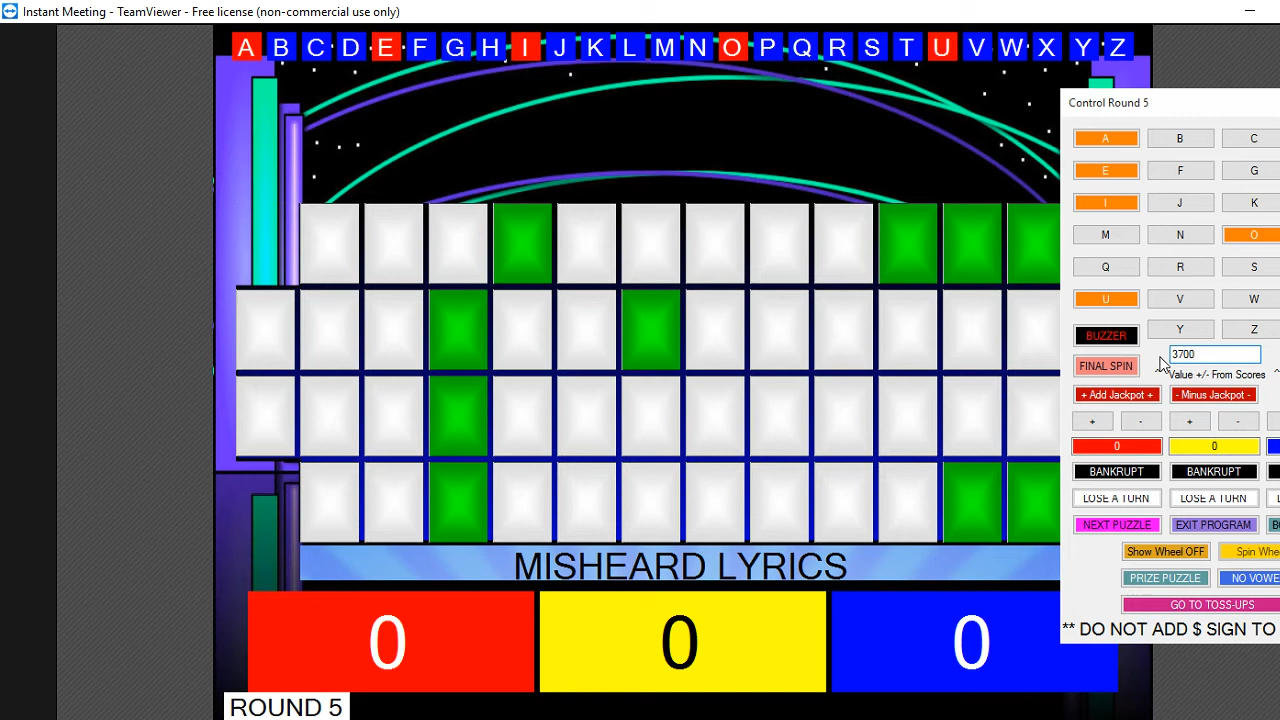 Instant Meeting - TeamViewer - Free license (non-commercial use only)
A B C D E F G H I J K L M N O P Q R S T U V W X Y Z
Control Round 5
A B C
E F G
I J K
M N O
Q R S
U V W
BUZZER Y Z
3700
FINAL SPIN Value +/- From Scores ^
+ Add Jackpot + - Minus Jackpot -
+ - + -
0 0
BANKRUPT BANKRUPT
LOSE A TURN LOSE A TURN
NEXT PUZZLE EXIT PROGRAM
Show Wheel OFF Spin
PRIZE PUZZLE NO
GO TO TOSS-UPS
** DO NOT ADD $ SIGN TO
MISHEARD LYRICS
0 0 0
ROUND 5